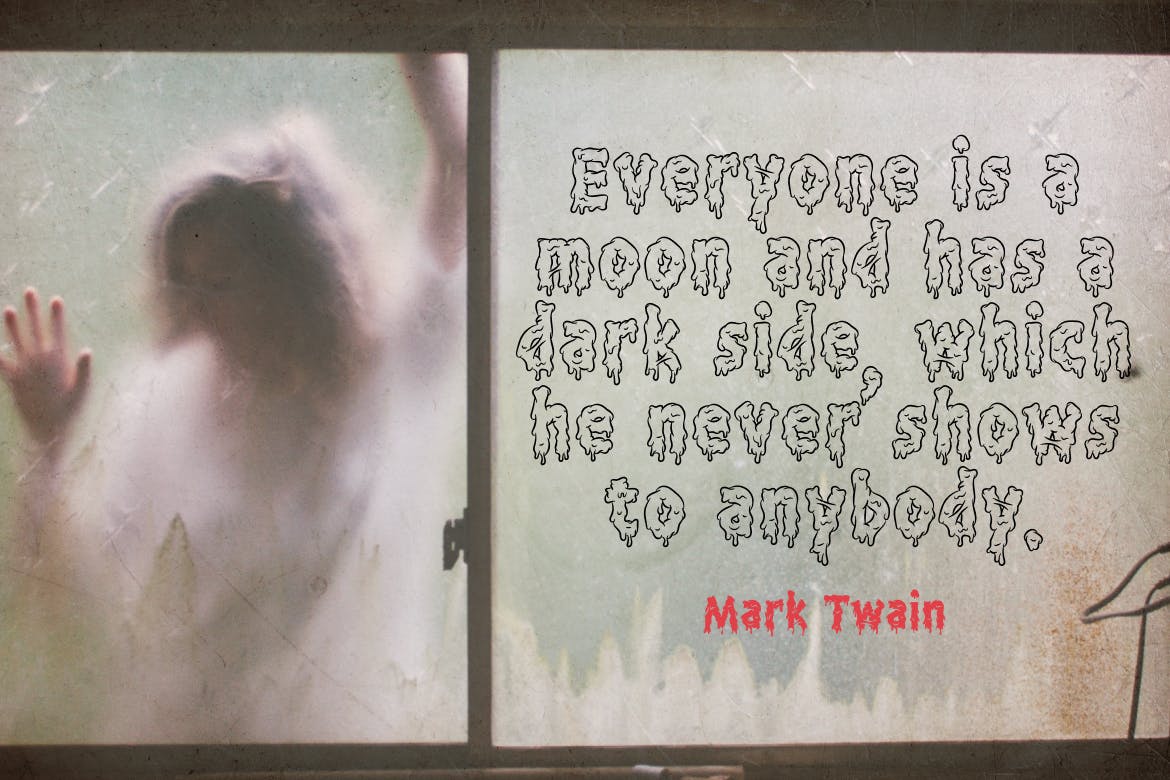 Everyone is a
moon and has a
dark side, which
he never shows
to anybody.
Mark Twain